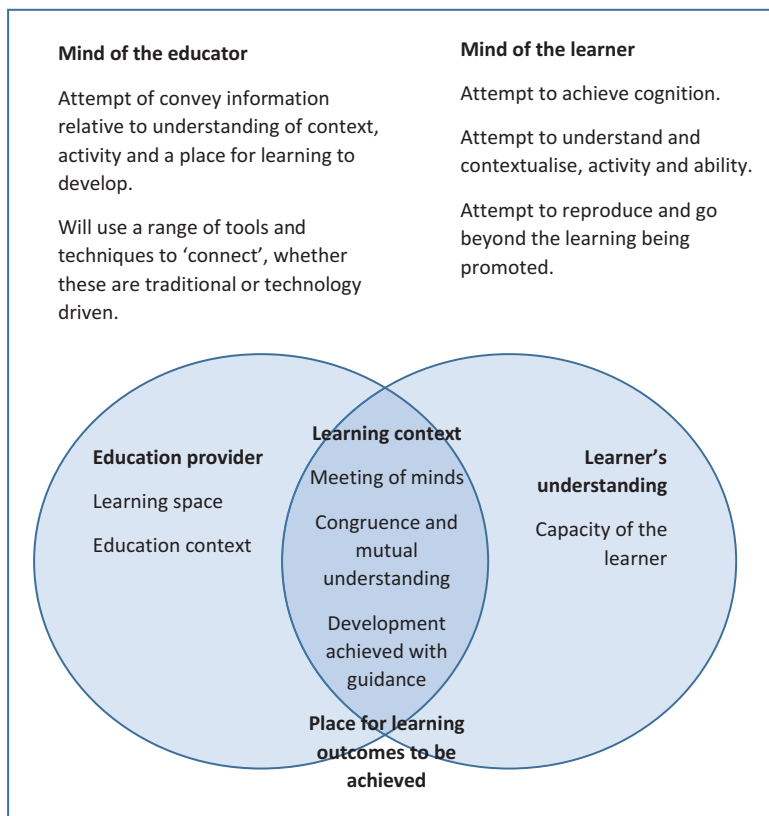 Mind of the educator
Attempt of convey information
relative to understanding of context,
activity and a place for learning to
develop.
Will use a range of tools and
techniques to ‘connect’, whether
these are traditional or technology
driven.
Mind of the learner
Attempt to achieve cognition.
Attempt to understand and
contextualise, activity and ability.
Attempt to reproduce and go
beyond the learning being
promoted.
Education provider
Learning space
Education context
Learning context
Meeting of minds
Congruence and
mutual
understanding
Development
achieved with
guidance
Place for learning
outcomes to be
achieved
Learner’s
understanding
Capacity of the
learner